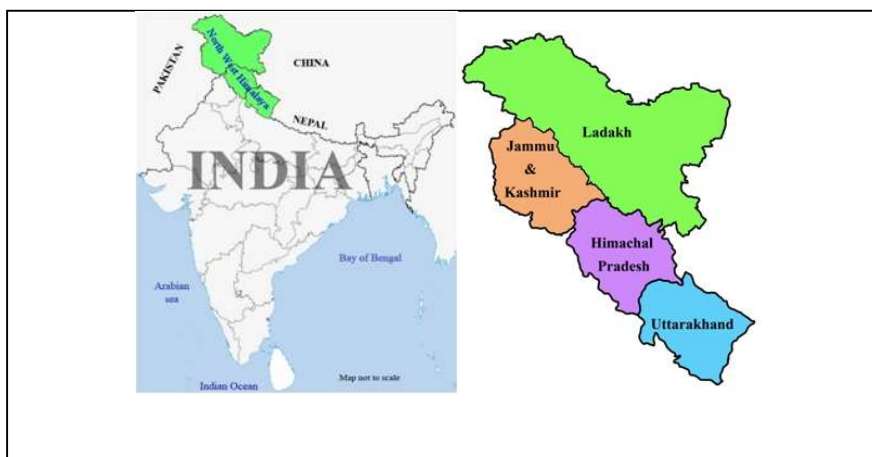 North West Himalaya
PAKISTAN
CHINA
NEPAL
INDIA
Bay of Bengal
Arabian
sea
Indian Ocean
Map not to scale
Ladakh
Jammu
&
Kashmir
Himachal
Pradesh
Uttarakhand